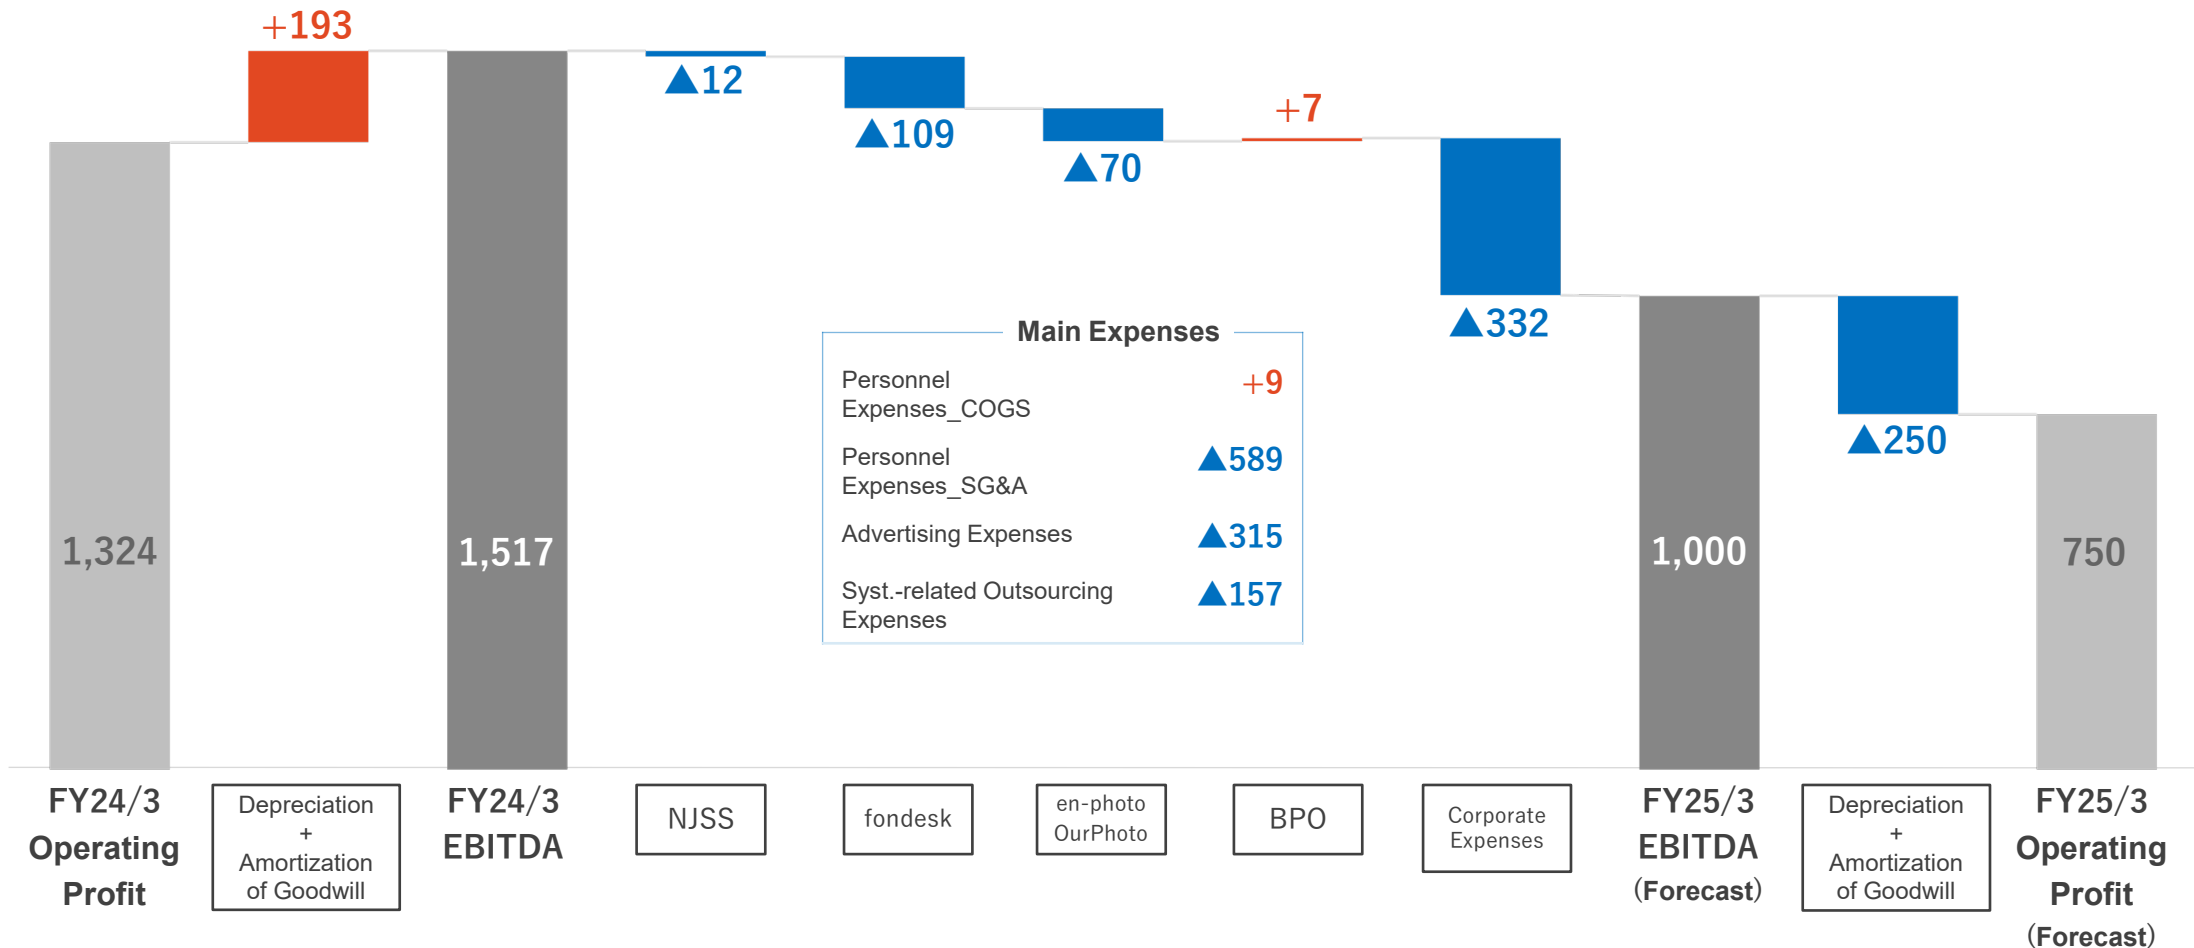 +193
▲12
▲109
▲70
+7
▲332
▲250
1,324
1,517
1,000
750
Main Expenses
Personnel
Expenses_COGS
+9
Personnel
Expenses_SG&A
▲589
Advertising Expenses
▲315
Syst.-related Outsourcing
Expenses
▲157
FY24/3
Operating
Profit
Depreciation
+
Amortization
of Goodwill
FY24/3
EBITDA
NJSS
fondesk
en-photo
OurPhoto
BPO
Corporate
Expenses
FY25/3
EBITDA
(Forecast)
Depreciation
+
Amortization
of Goodwill
FY25/3
Operating
Profit
(Forecast)